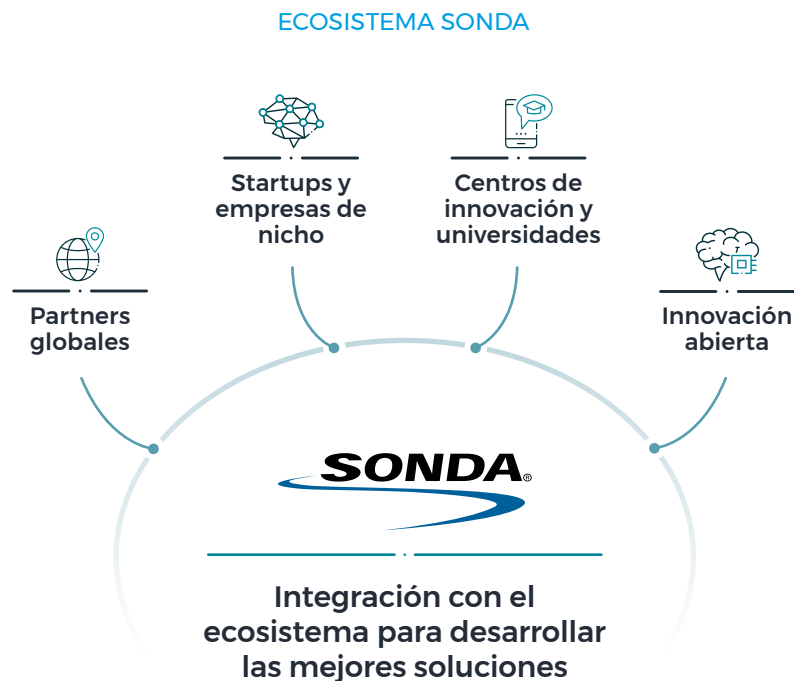 ECOSISTEMA SONDA
Startups y
empresas de
nicho
Centros de
innovación y
universidades
Partners
globales
Innovación
abierta
SONDA®
Integración con el
ecosistema para desarrollar
las mejores soluciones